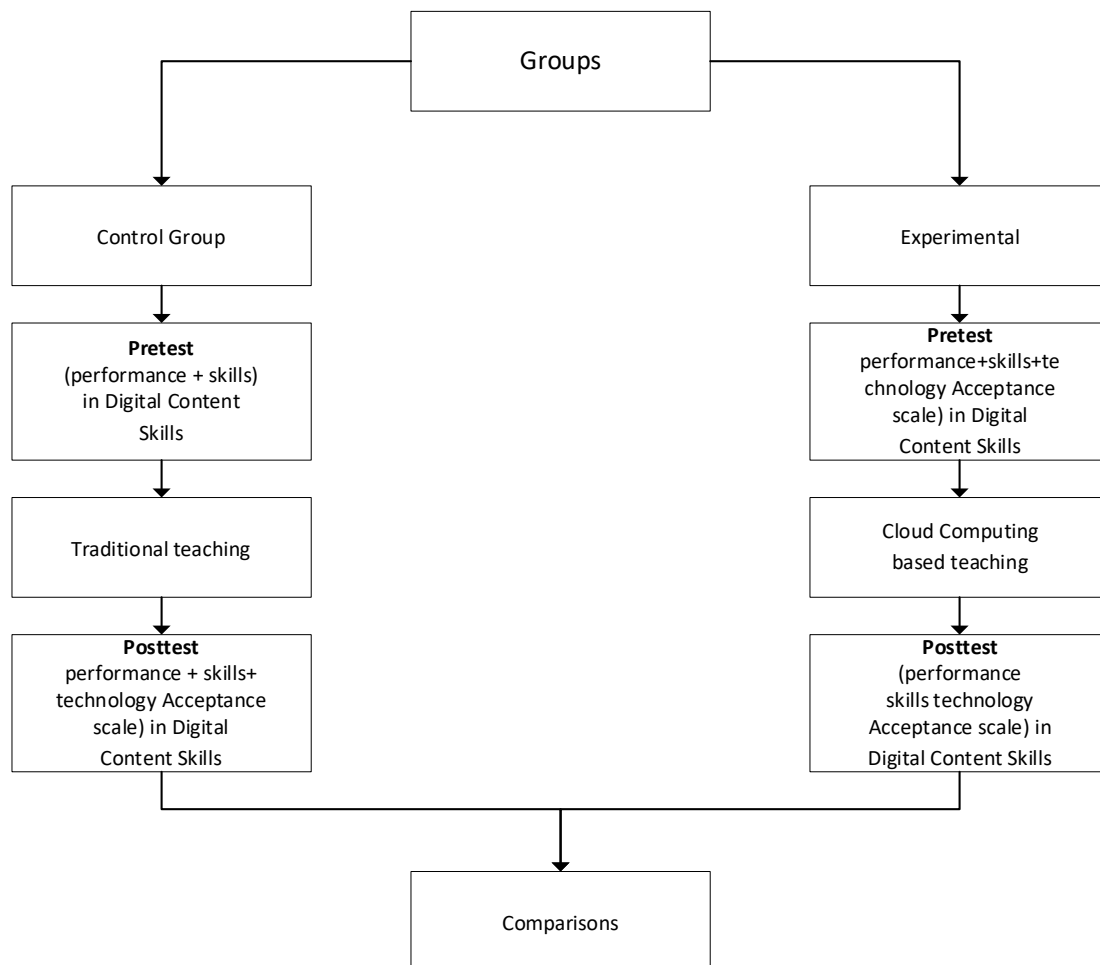 Groups
Control Group
Experimental
Pretest
(performance + skills)
in Digital Content
Skills
Pretest
performance+skills+te
chnology Acceptance
scale) in Digital
Content Skills
Traditional teaching
Cloud Computing
based teaching
Posttest
performance + skills+
technology Acceptance
scale) in Digital
Content Skills
Posttest
(performance
skills technology
Acceptance scale) in
Digital Content Skills
Comparisons